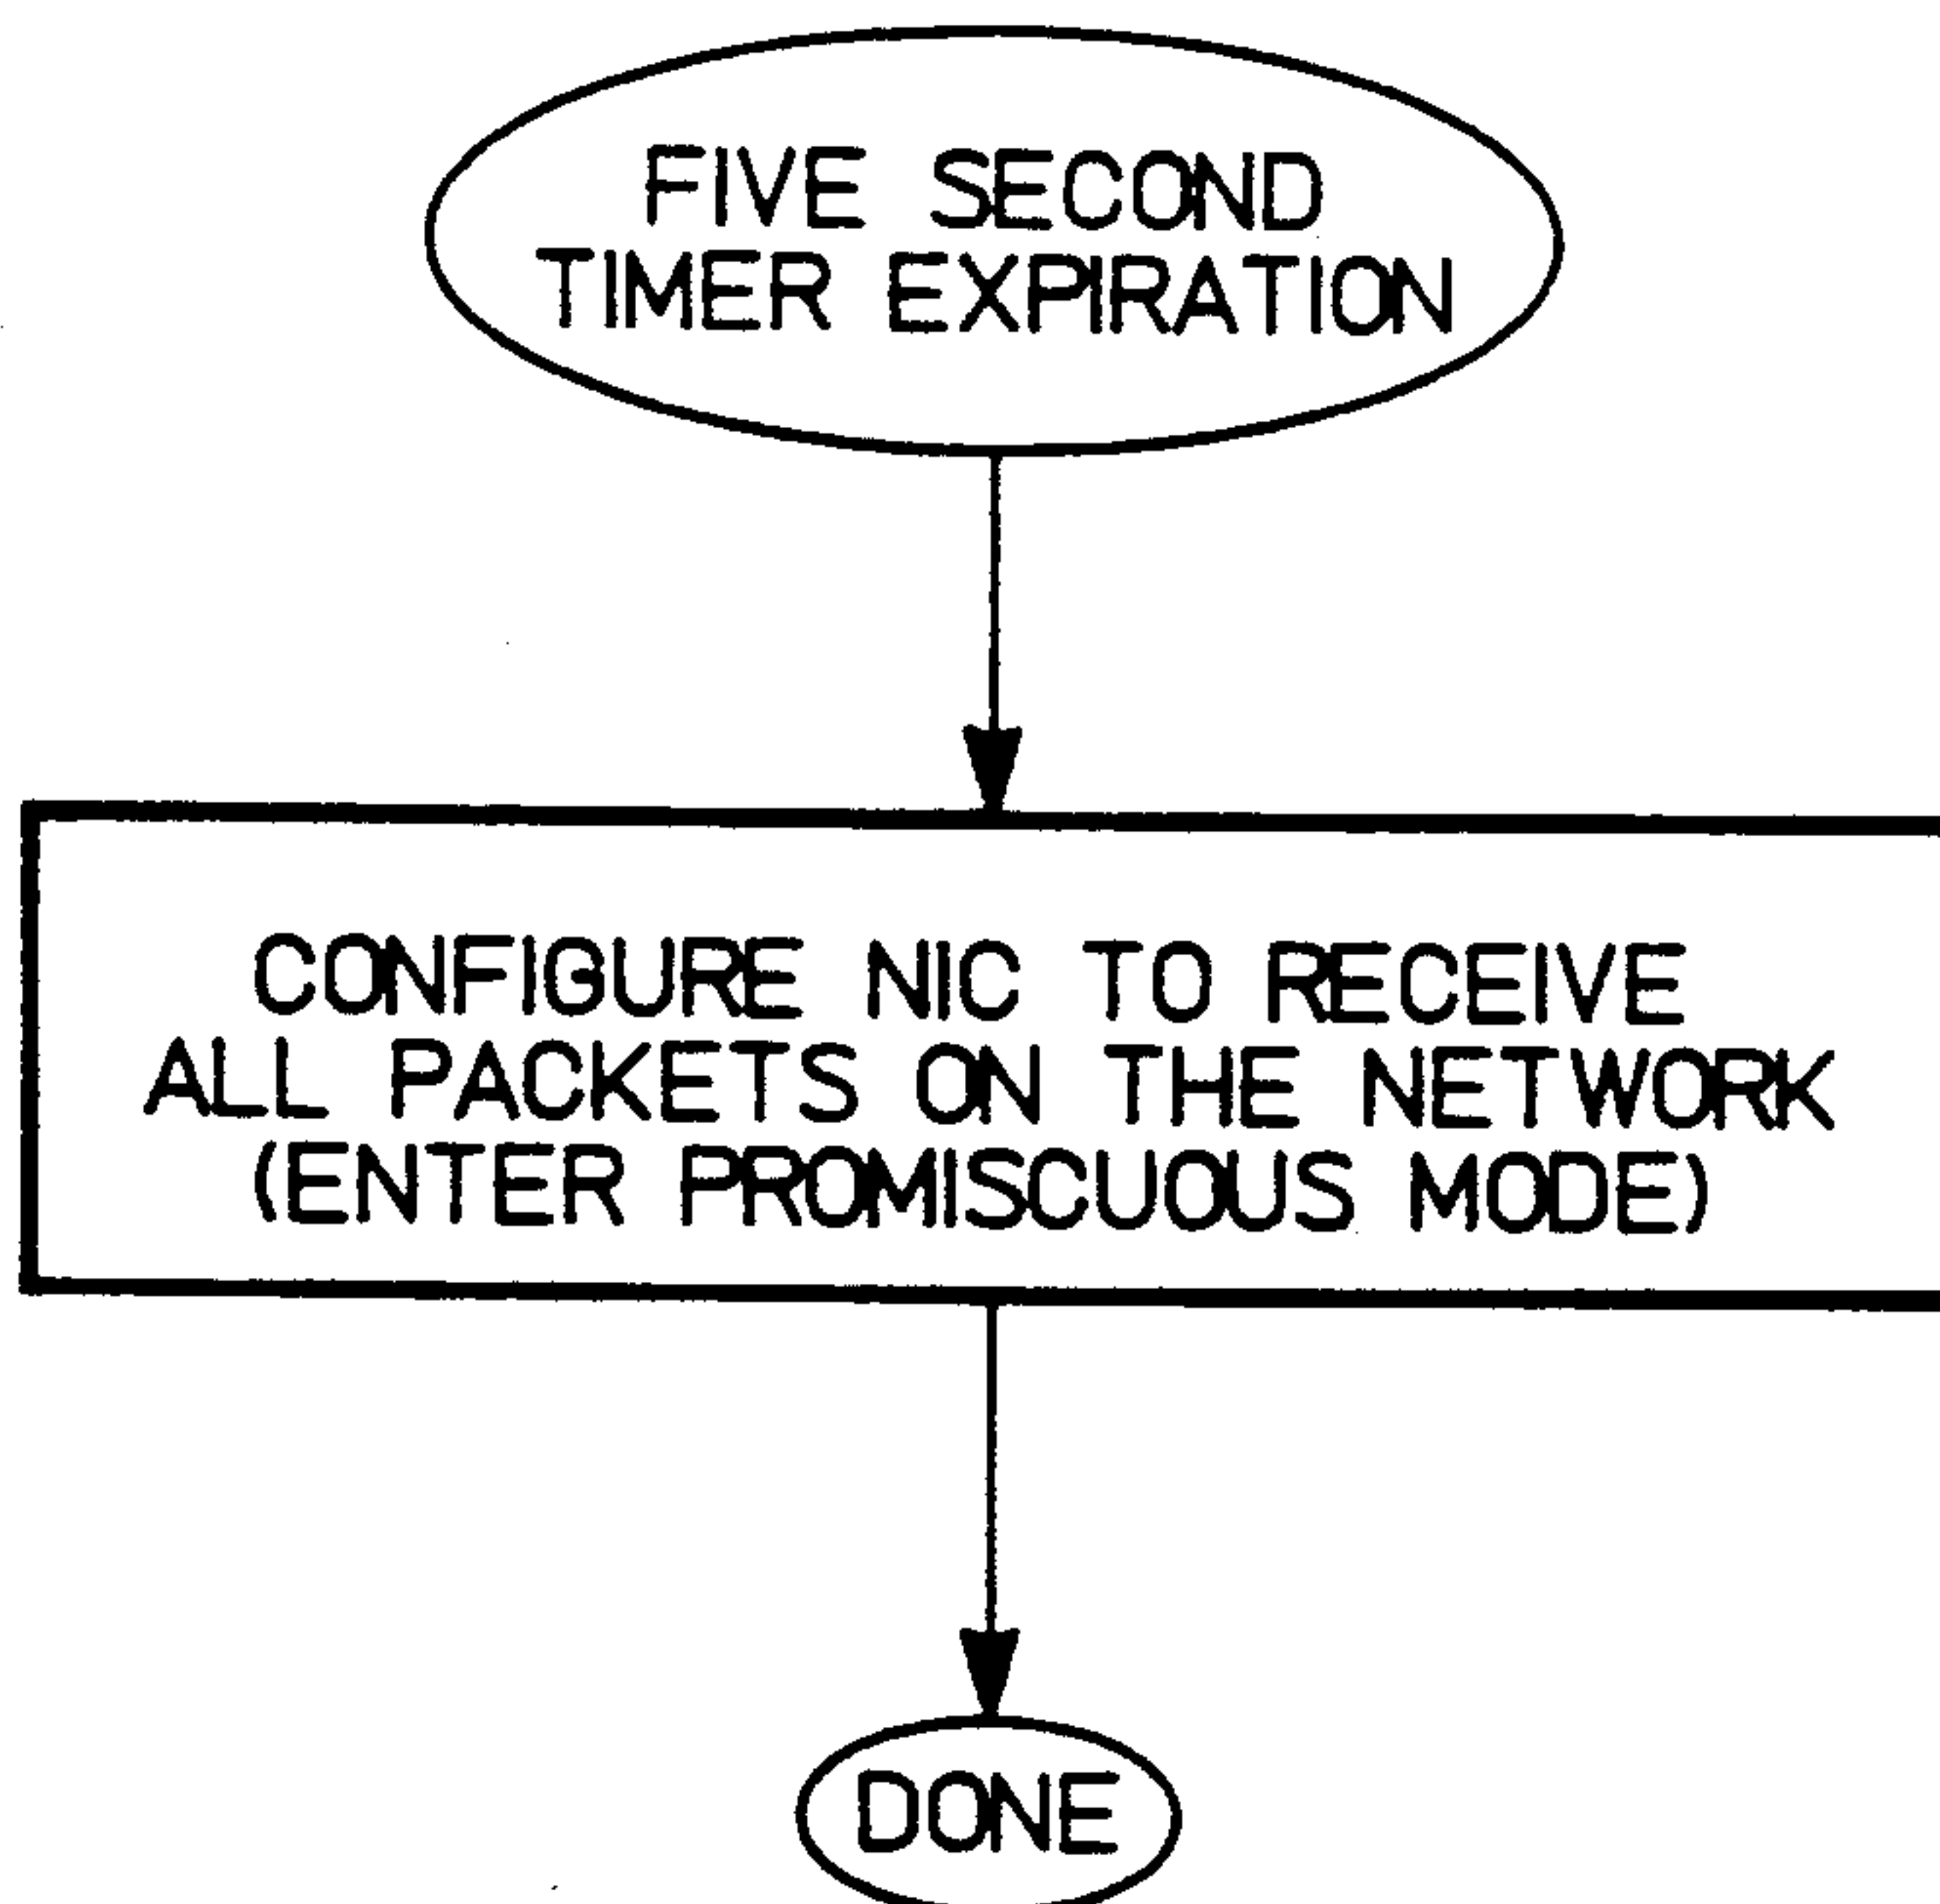 FIVE SECOND
TIMER EXPIRATION
CONFIGURE NIC TO RECEIVE
ALL PACKETS ON THE NETWORK
(ENTER PROMISCUOUS MODE)
DONE